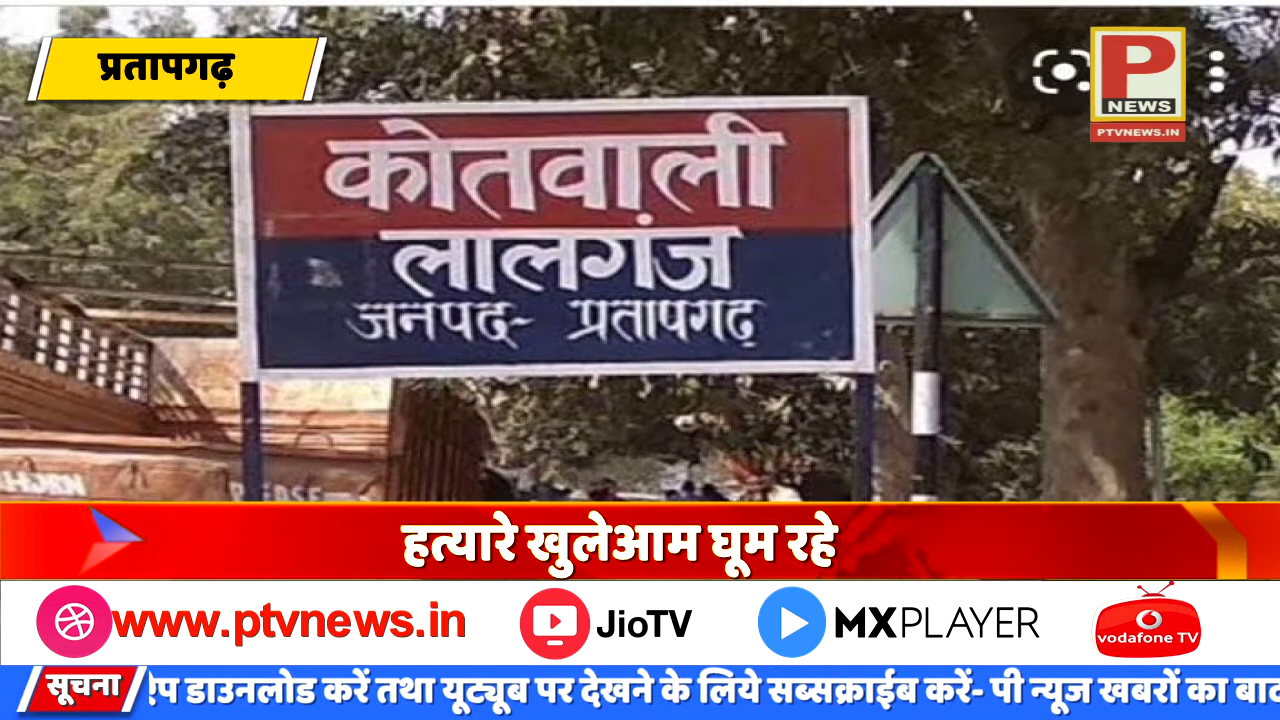 प्रतापगढ़
P
NEWS
PTVNEWS.IN
कोतवाली
लालगंज
जनपद- प्रतापगढ़
हत्यारे खुलेआम घूम रहे
www.ptvnews.in
JioTV
MXPLAYER
vodafone TV
सूचना
डाउनलोड करें तथा यूट्यूब पर देखने के लिये सब्सक्राईब करें- पी न्यूज खबरों का